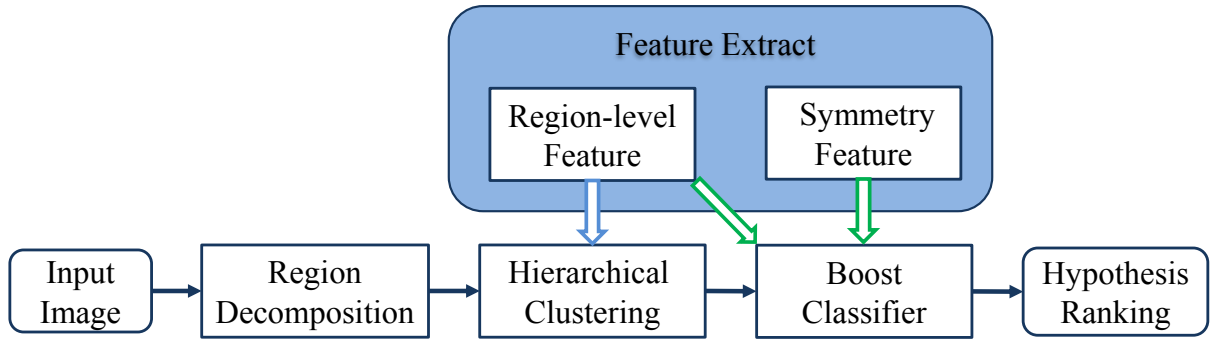 Feature Extract
Region-level
Feature
Symmetry
Feature
Input
Image
Region
Decomposition
Hierarchical
Clustering
Boost
Classifier
Hypothesis
Ranking